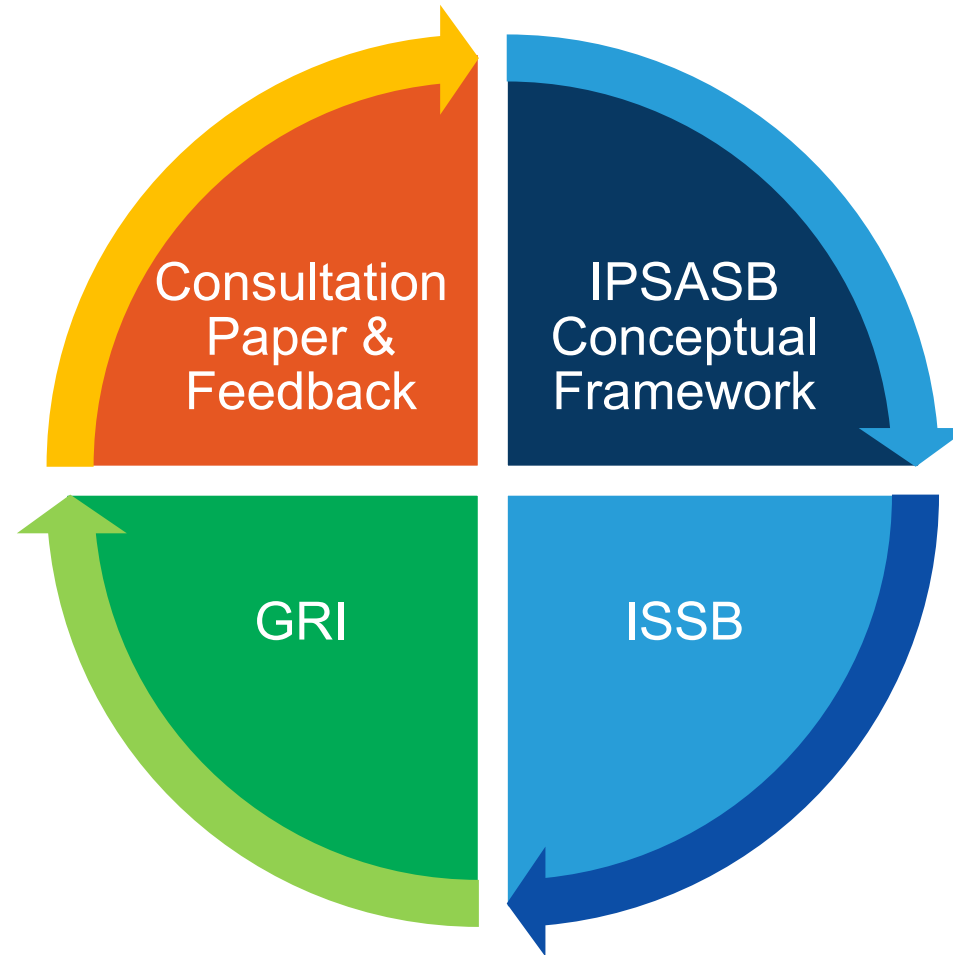 Consultation
Paper &
Feedback
IPSASB
Conceptual
Framework
GRI
ISSB